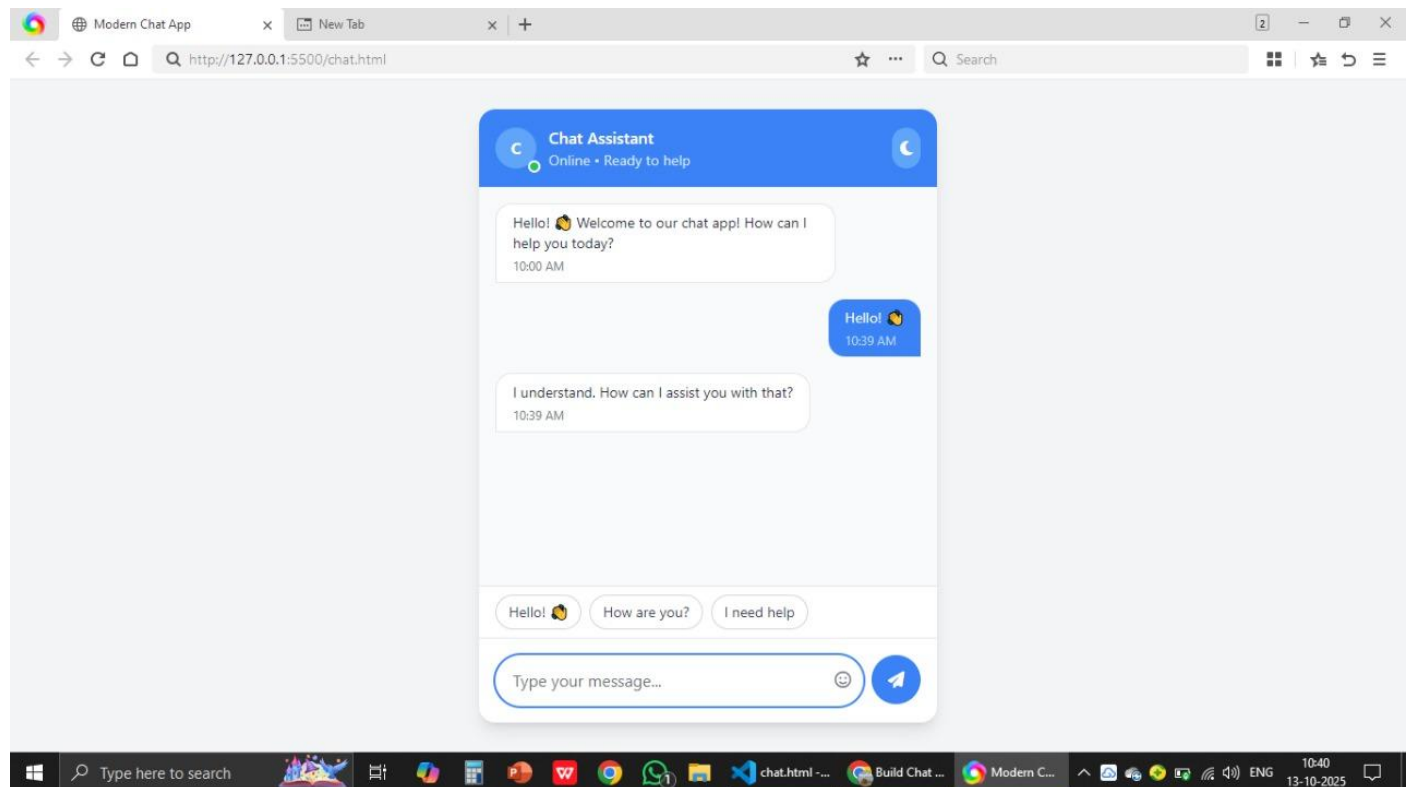 Modern Chat App
New Tab
2
http://127.0.0.1:5500/chat.html
Search
C
Chat Assistant
Online • Ready to help
Hello! 👋 Welcome to our chat app! How can I
help you today?
10:00 AM
Hello! 👋
10:39 AM
I understand. How can I assist you with that?
10:39 AM
Hello! 👋
How are you?
I need help
Type your message...
Type here to search
P
W
1
chat.html -...
Build Chat ...
Modern C...
ENG
10:40
13-10-2025